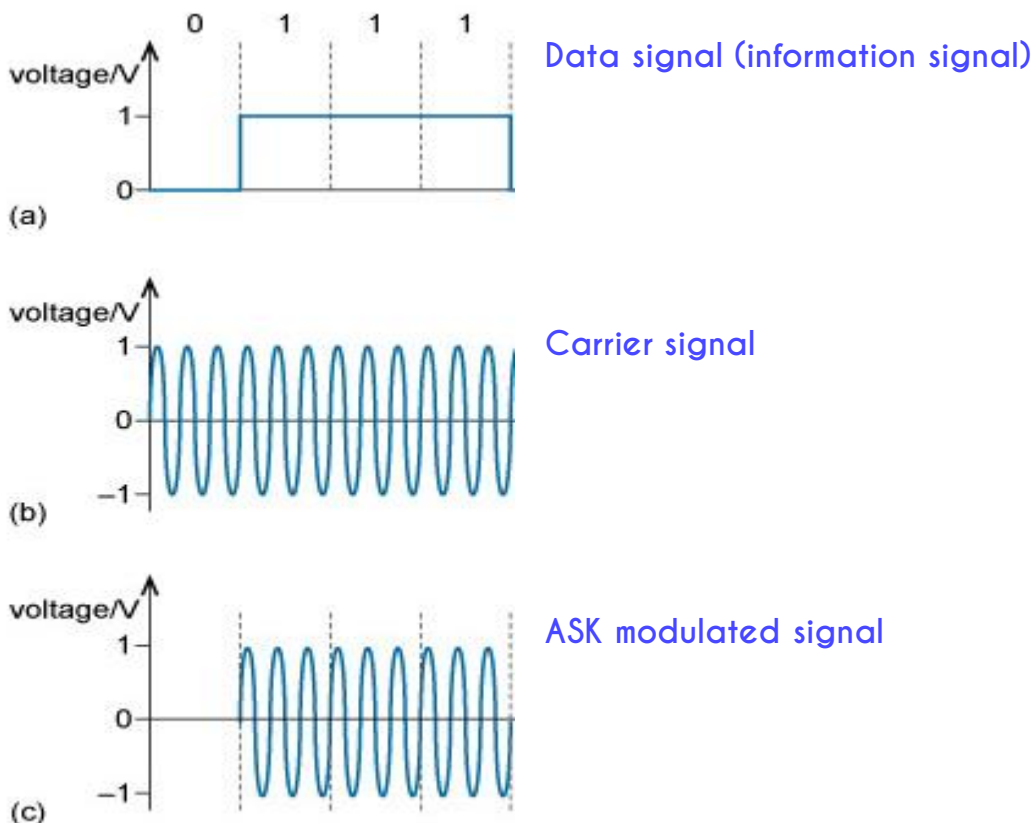 0 1 1 1
Data signal (information signal)
voltage/V
1
0
(a)
voltage/V
Carrier signal
1
0
–1
(b)
voltage/V
ASK modulated signal
1
0
–1
(c)